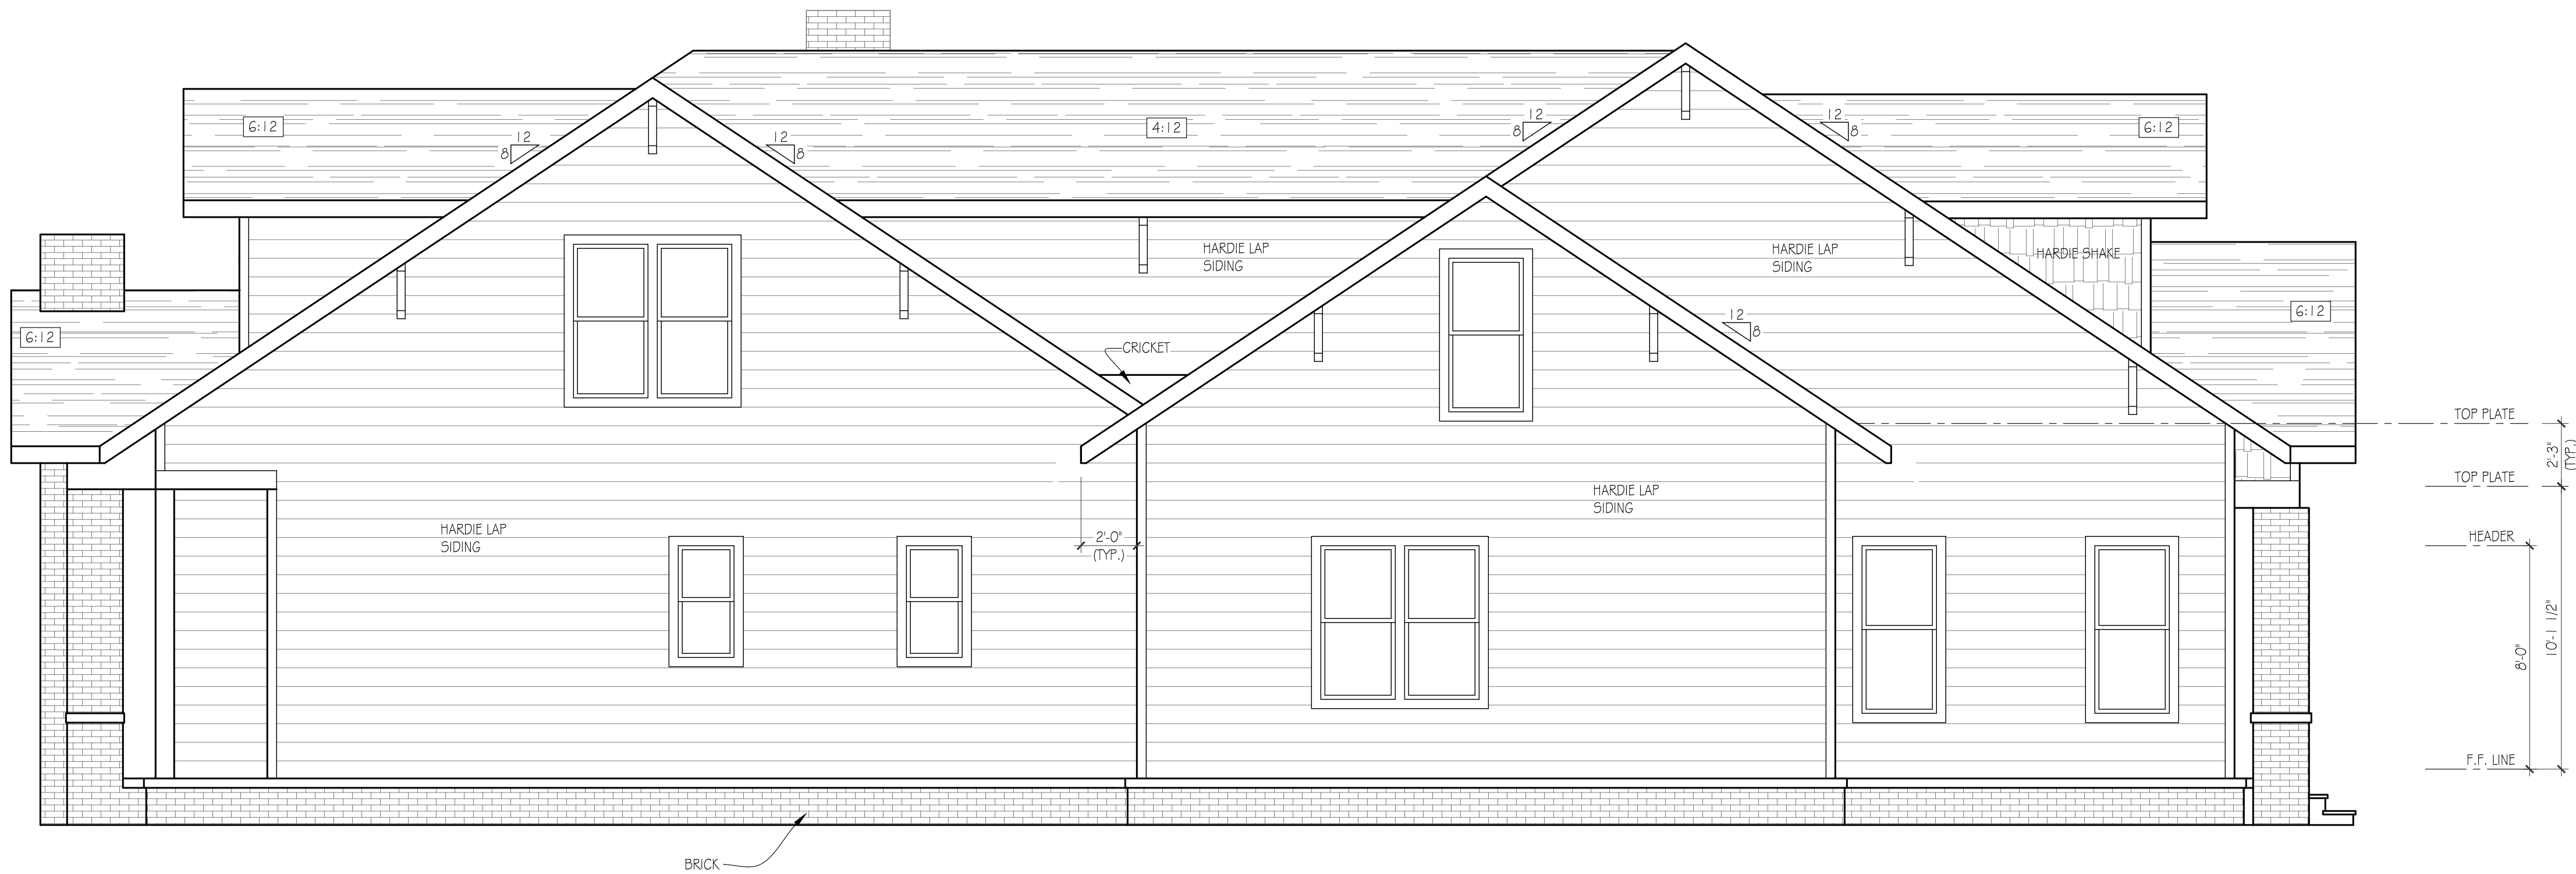 6:12
12
8
12
8
4:12
12
8
12
8
6:12
HARDIE LAP
SIDING
HARDIE LAP
SIDING
HARDIE SHAKE
6:12
6:12
12
8
CRICKET
TOP PLATE
2'-3"
(TYP.)
TOP PLATE
HARDIE LAP
SIDING
HARDIE LAP
SIDING
2'-0"
(TYP.)
HEADER
8'-0"
10'-1 1/2"
F.F. LINE
BRICK